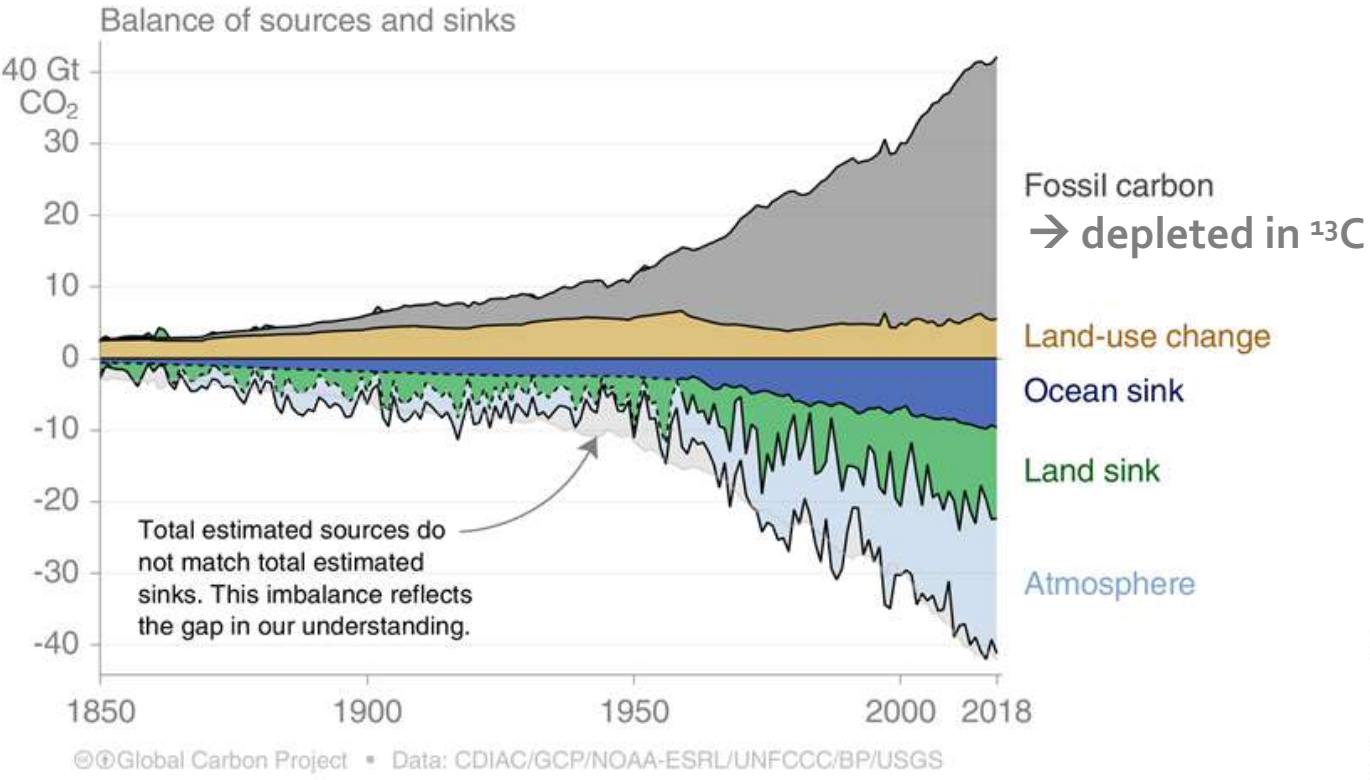 Balance of sources and sinks
40 Gt
CO₂
30
20
10
0
-10
-20
-30
-40
Fossil carbon
→ depleted in ¹³C
Land-use change
Ocean sink
Land sink
Atmosphere
Total estimated sources do
not match total estimated
sinks. This imbalance reflects
the gap in our understanding.
1850 1900 1950 2000 2018
Global Carbon Project • Data: CDIAC/GCP/NOAA-ESRL/UNFCCC/BP/USGS